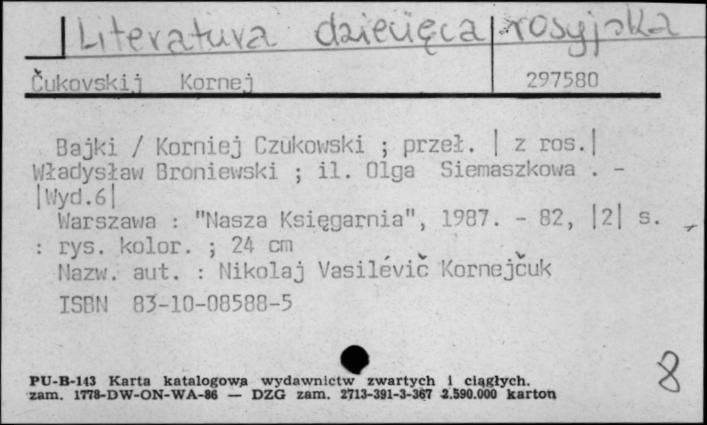 Literatura dziecięca rosyjska
Čukovskij Kornej 297580
Bajki / Korniej Czukowski ; przeł. | z ros.|
Władysław Broniewski ; il. Olga Siemaszkowa . -
|Wyd.6|
Warszawa : "Nasza Księgarnia", 1987. - 82, |2| s.
: rys. kolor. ; 24 cm
Nazw. aut. : Nikolaj Vasilévič Kornejčuk
ISBN 83-10-08588-5
PU-B-143 Karta katalogowa wydawnictw zwartych i ciągłych.
zam. 1778-DW-ON-WA-86 — DZG zam. 2713-391-3-367 2.590.000 karton
8